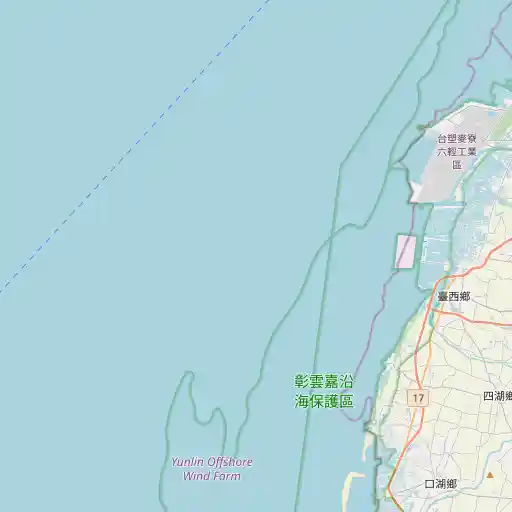 台塑麥寮
六輕工業
區
臺西鄉
彰雲嘉沿
海保護區
17
四湖鄉
Yunlin Offshore
Wind Farm
口湖鄉